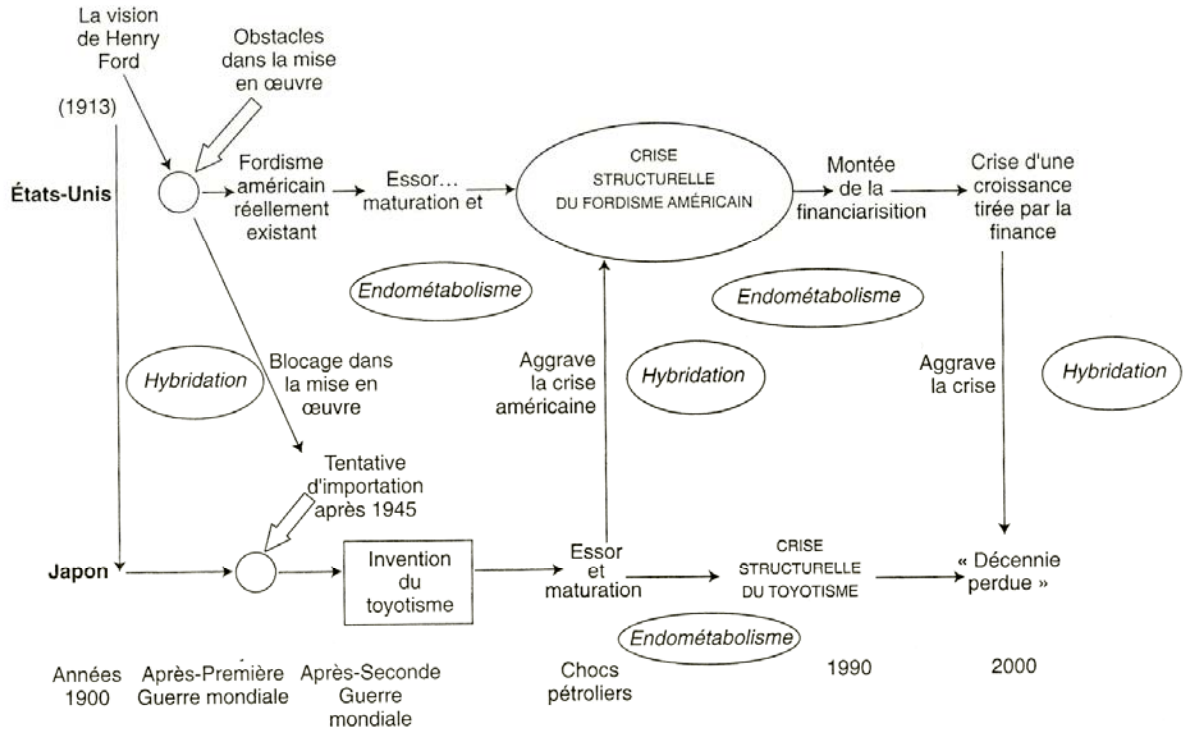 La vision
de Henry
Ford
Obstacles
dans la mise
en œuvre
(1913)
États-Unis
Fordisme
américain
réellement
existant
Essor…
maturation et
CRISE
STRUCTURELLE
DU FORDISME AMÉRICAIN
Montée
de la
financiarisition
Crise d'une
croissance
tirée par la
finance
Endométabolisme
Endométabolisme
Hybridation
Blocage dans
la mise en
œuvre
Aggrave
la crise
américaine
Hybridation
Aggrave
la crise
Hybridation
Tentative
d'importation
après 1945
Japon
Invention
du
toyotisme
Essor
et
maturation
CRISE
STRUCTURELLE
DU TOYOTISME
« Décennie
perdue »
Endométabolisme
Années
1900
Après-Première
Guerre mondiale
Après-Seconde
Guerre
mondiale
Chocs
pétroliers
1990
2000